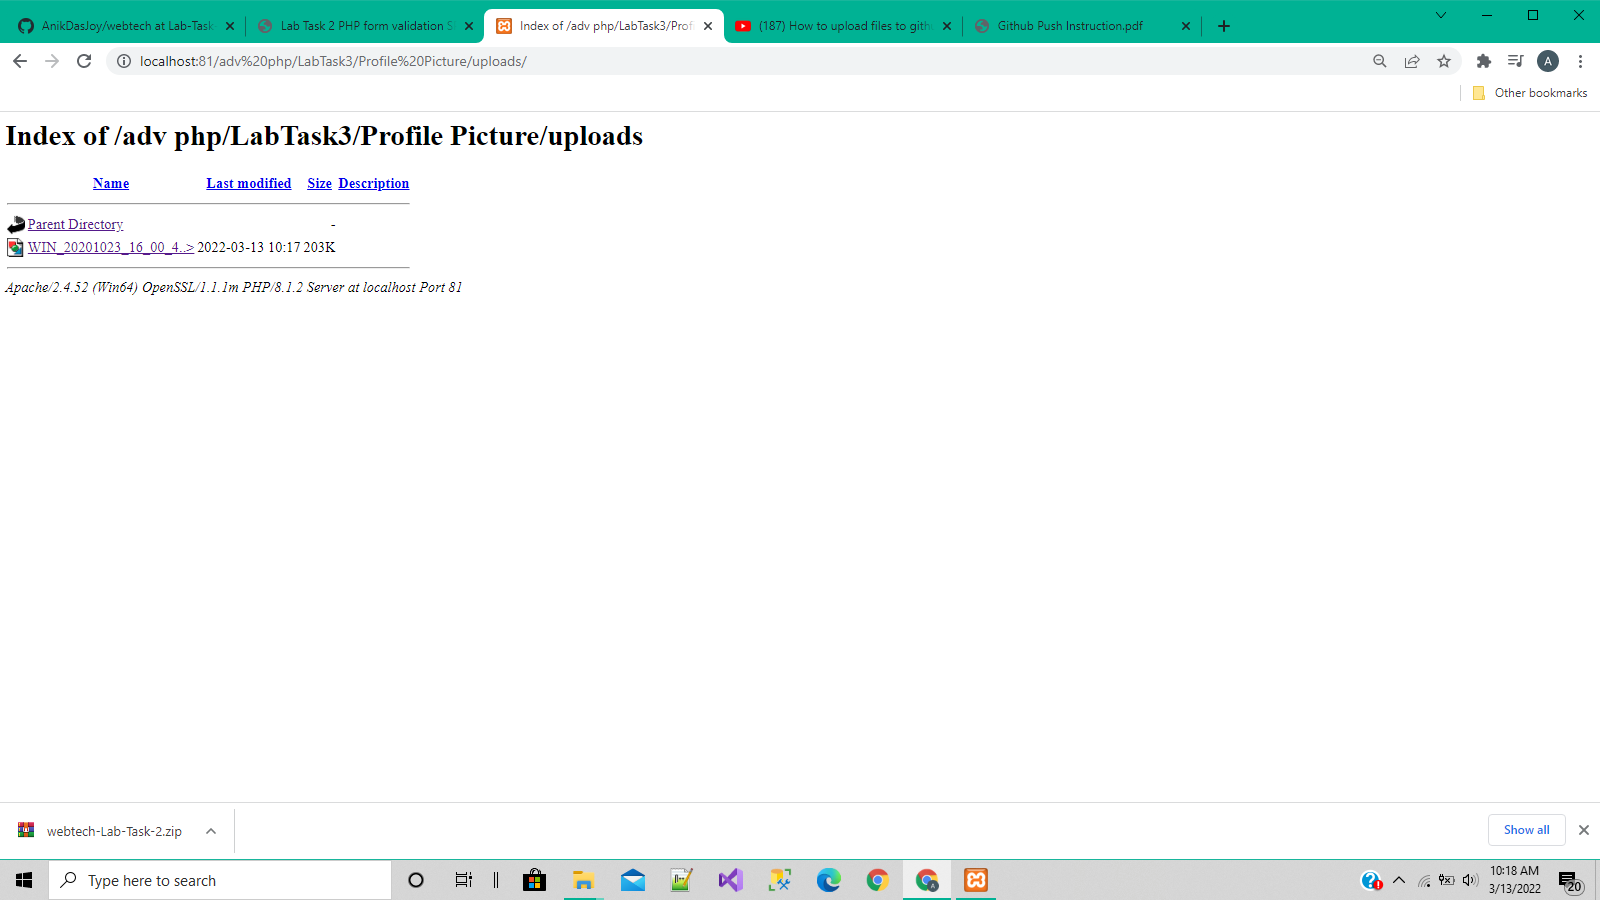 AnikDasJoy/webtech at Lab-Task
Lab Task 2 PHP form validation
Index of /adv php/LabTask3/Prof
(187) How to upload files to gith
Github Push Instruction.pdf
localhost:81/adv%20php/LabTask3/Profile%20Picture/uploads/
A
Other bookmarks
Index of /adv php/LabTask3/Profile Picture/uploads
Name Last modified Size Description
Parent Directory -
WIN_20201023_16_00_4..> 2022-03-13 10:17 203K
Apache/2.4.52 (Win64) OpenSSL/1.1.1m PHP/8.1.2 Server at localhost Port 81
webtech-Lab-Task-2.zip
Show all
Type here to search
10:18 AM
3/13/2022
20